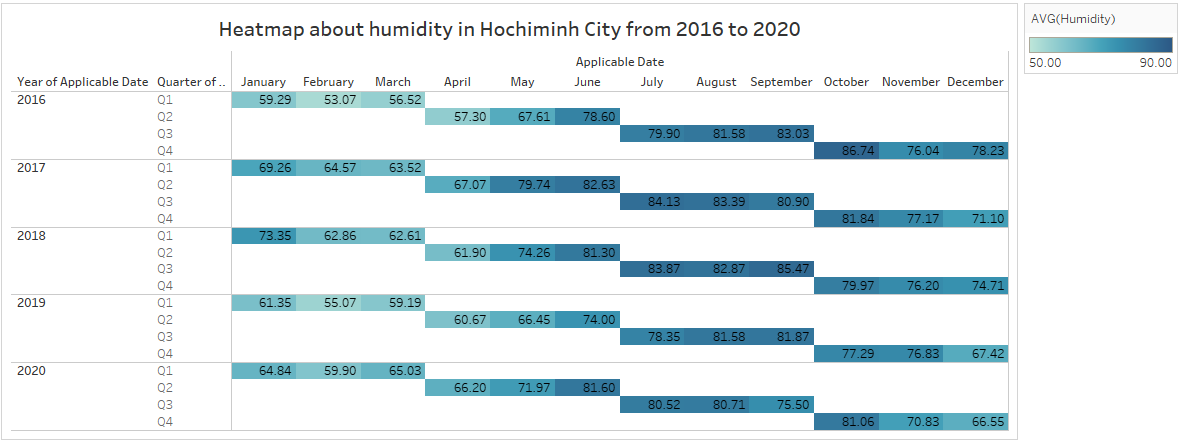 Heatmap about humidity in Hochiminh City from 2016 to 2020
AVG(Humidity)
50.00 90.00
Applicable Date
Year of Applicable Date Quarter of .. January February March April May June July August September October November December
2016 Q1 59.29 53.07 56.52
Q2 57.30 67.61 78.60
Q3 79.90 81.58 83.03
Q4 86.74 76.04 78.23
2017 Q1 69.26 64.57 63.52
Q2 67.07 79.74 82.63
Q3 84.13 83.39 80.90
Q4 81.84 77.17 71.10
2018 Q1 73.35 62.86 62.61
Q2 61.90 74.26 81.30
Q3 83.87 82.87 85.47
Q4 79.97 76.20 74.71
2019 Q1 61.35 55.07 59.19
Q2 60.67 66.45 74.00
Q3 78.35 81.58 81.87
Q4 77.29 76.83 67.42
2020 Q1 64.84 59.90 65.03
Q2 66.20 71.97 81.60
Q3 80.52 80.71 75.50
Q4 81.06 70.83 66.55